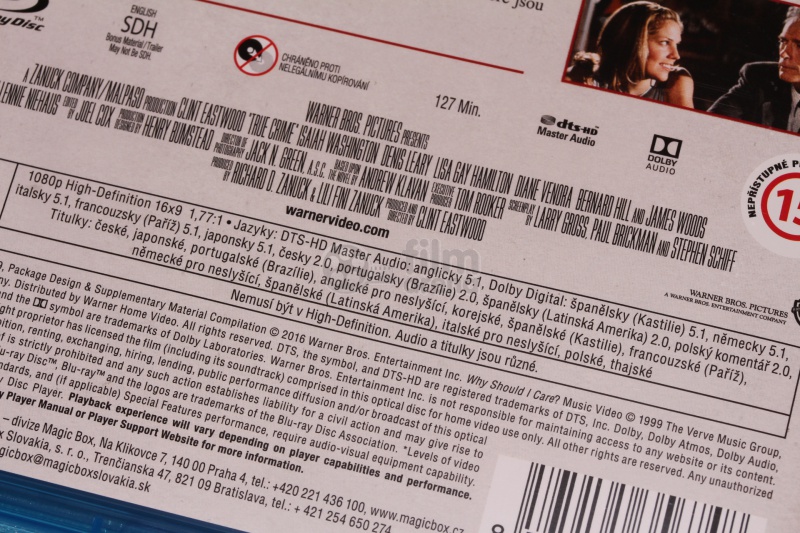 jsou
Disc
ENGLISH
SDH
Bonus Material/Trailer
May Not Be SDH
CHRÁNĚNO PROTI
NELEGÁLNÍMU KOPÍROVÁNÍ
127 Min.
dts-HD
Master Audio
DOLBY
AUDIO
NEPŘÍSTUPNÉ
15
WARNER BROS. PICTURES PRESENTS
A ZANUCK COMPANY/MALPASO PRODUCTION CLINT EASTWOOD "TRUE CRIME" ISAIAH WASHINGTON DENIS LEARY LISA GAY HAMILTON DIANE VENORA BERNARD HILL AND JAMES WOODS
NIEHAUS EDITED BY JOEL COX PRODUCTION DESIGNED BY HENRY BUMSTEAD DIRECTOR OF PHOTOGRAPHY JACK N. GREEN, A.S.C. BASED UPON THE NOVEL BY ANDREW KLAVAN EXECUTIVE PRODUCER TOM ROOKER SCREENPLAY BY LARRY GROSS, PAUL BRICKMAN AND STEPHEN SCHIFF
PRODUCED BY RICHARD D. ZANUCK & LILI FINI ZANUCK PRODUCED AND DIRECTED BY CLINT EASTWOOD
warnervideo.com
WARNER BROS. PICTURES
A WARNER BROS. ENTERTAINMENT COMPANY
1080p High-Definition 16x9 1,77:1 • Jazyky: DTS-HD Master Audio: anglicky 5.1, Dolby Digital: španělsky (Kastilie) 5.1, německy 5.1,
italsky 5.1, francouzsky (Paříž) 5.1, japonsky 5.1, česky 2.0, portugalsky (Brazílie) 2.0, španělsky (Latinská Amerika) 2.0, polský komentář 2.0,
Titulky: české, japonské, portugalské (Brazílie), anglické pro neslyšící, korejské, španělské (Kastilie), francouzské (Paříž),
německé pro neslyšící, španělské (Latinská Amerika), italské pro neslyšící, polské, thajské
Nemusí být v High-Definition. Audio a titulky jsou různé.
Package Design & Supplementary Material Compilation © 2016 Warner Bros. Entertainment Inc. Why Should I Care? Music Video © 1999 The Verve Music Group,
Distributed by Warner Home Video. All rights reserved. DTS, the symbol, and DTS-HD are registered trademarks of DTS, Inc. Dolby, Dolby Atmos, Dolby Audio,
and the symbol are trademarks of Dolby Laboratories. Warner Bros. Entertainment Inc. is not responsible for maintaining access to any website or its content.
proprietor has licensed the film (including its soundtrack) comprised in this optical disc for home video use only. All other rights are reserved. Any unauthorized
renting, exchanging, hiring, lending, public performance diffusion and/or broadcast of this optical
is strictly prohibited and any such action establishes liability for a civil action and may give rise to
Blu-ray Disc™, Blu-ray™ and the logos are trademarks of the Blu-ray Disc Association. *Levels of video
and (if applicable) Special Features performance, require audio-visual equipment capability.
Disc Player. Playback experience will vary depending on player capabilities and performance.
Player Manual or Player Support Website for more information.
– divize Magic Box, Na Klikovce 7, 140 00 Praha 4, tel.: +420 221 436 100, www.magicbox.cz
Slovakia, s. r. o., Trenčianska 47, 821 09 Bratislava, tel.: + 421 254 650 274
@magicboxslovakia.sk
film